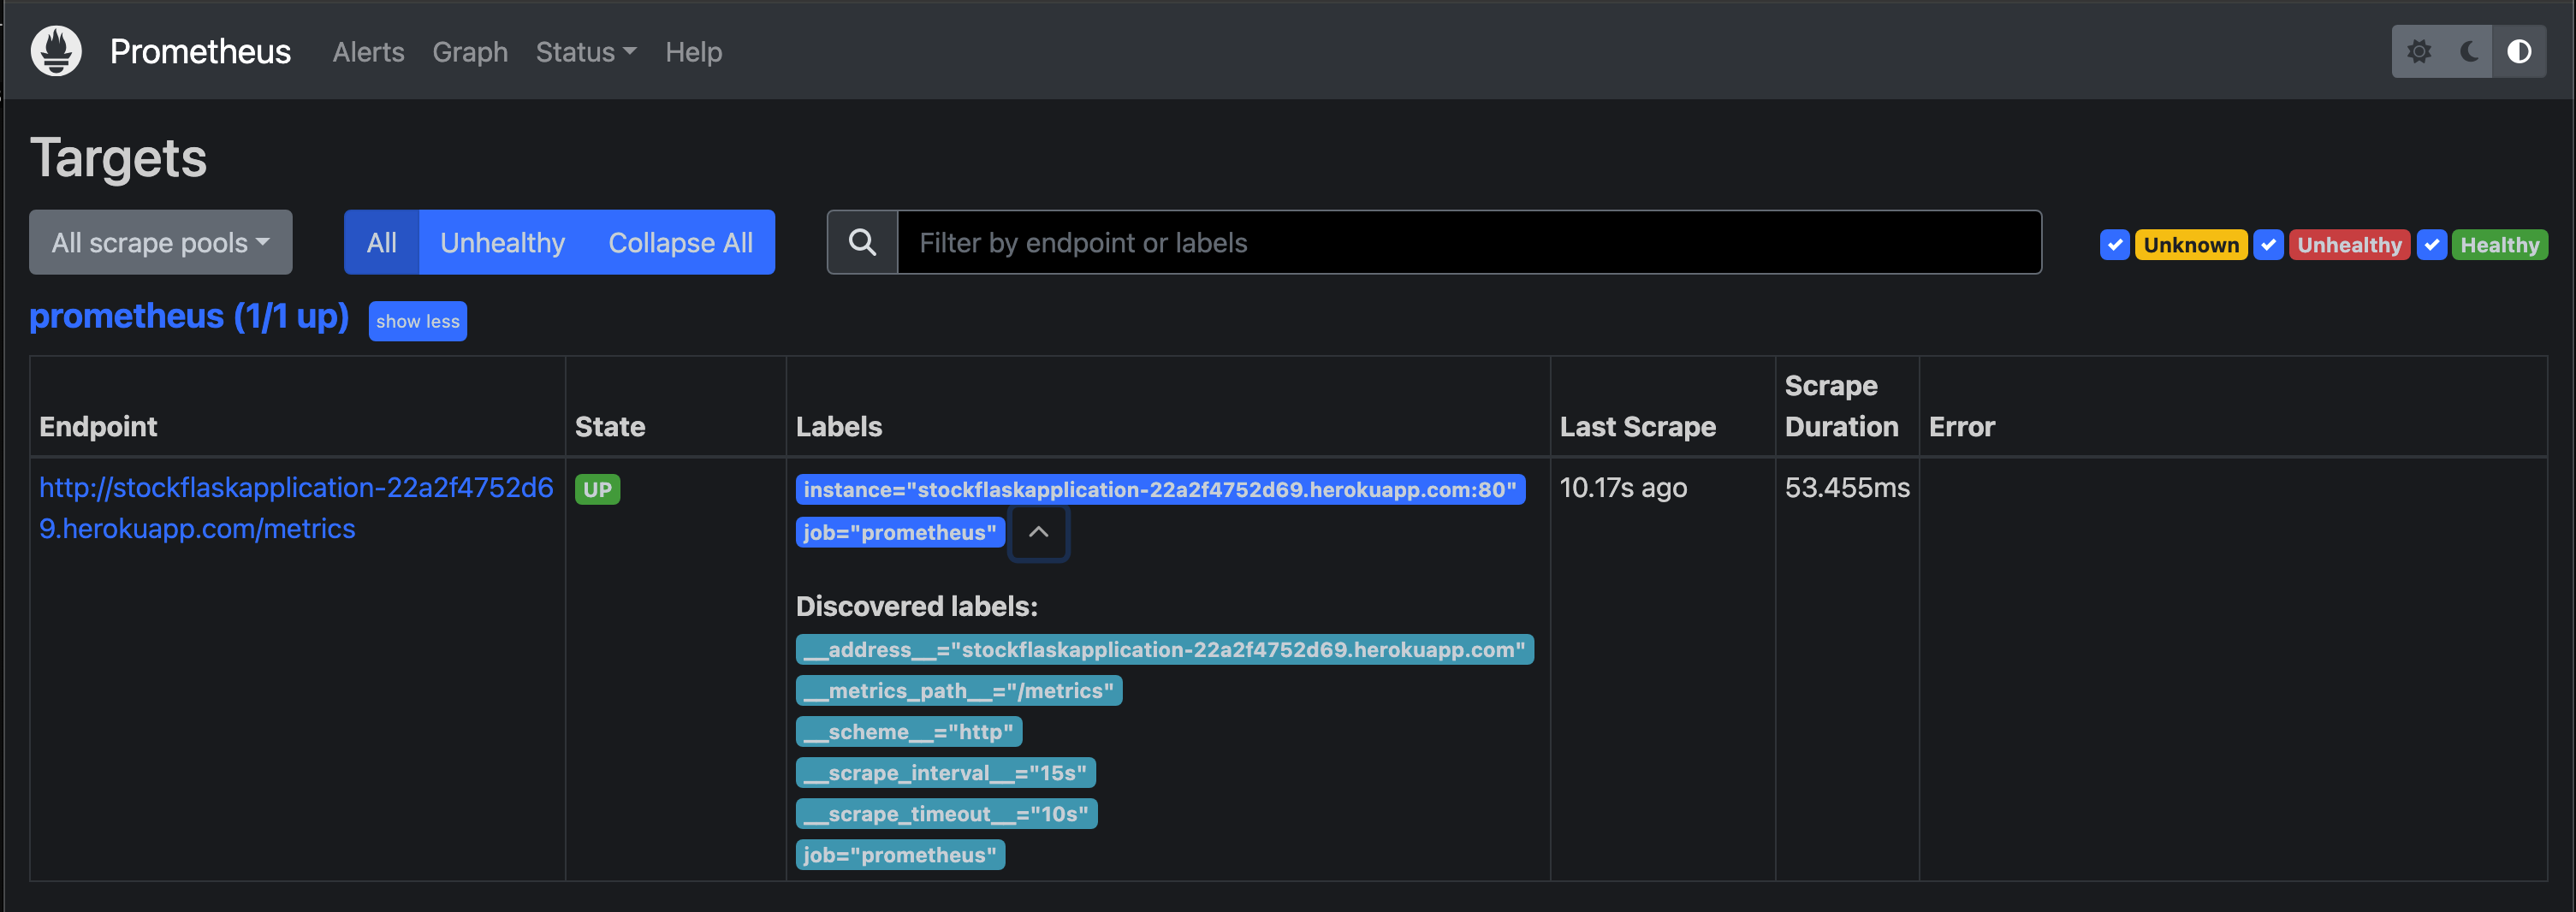 Prometheus Alerts Graph Status Help
Targets
All scrape pools All Unhealthy Collapse All Filter by endpoint or labels Unknown Unhealthy Healthy
prometheus (1/1 up) show less
Endpoint State Labels Last Scrape Scrape Duration Error
http://stockflaskapplication-22a2f4752d6
9.herokuapp.com/metrics
UP
instance="stockflaskapplication-22a2f4752d69.herokuapp.com:80"
job="prometheus"
Discovered labels:
__address__="stockflaskapplication-22a2f4752d69.herokuapp.com"
__metrics_path__="/metrics"
__scheme__="http"
__scrape_interval__="15s"
__scrape_timeout__="10s"
job="prometheus"
10.17s ago
53.455ms